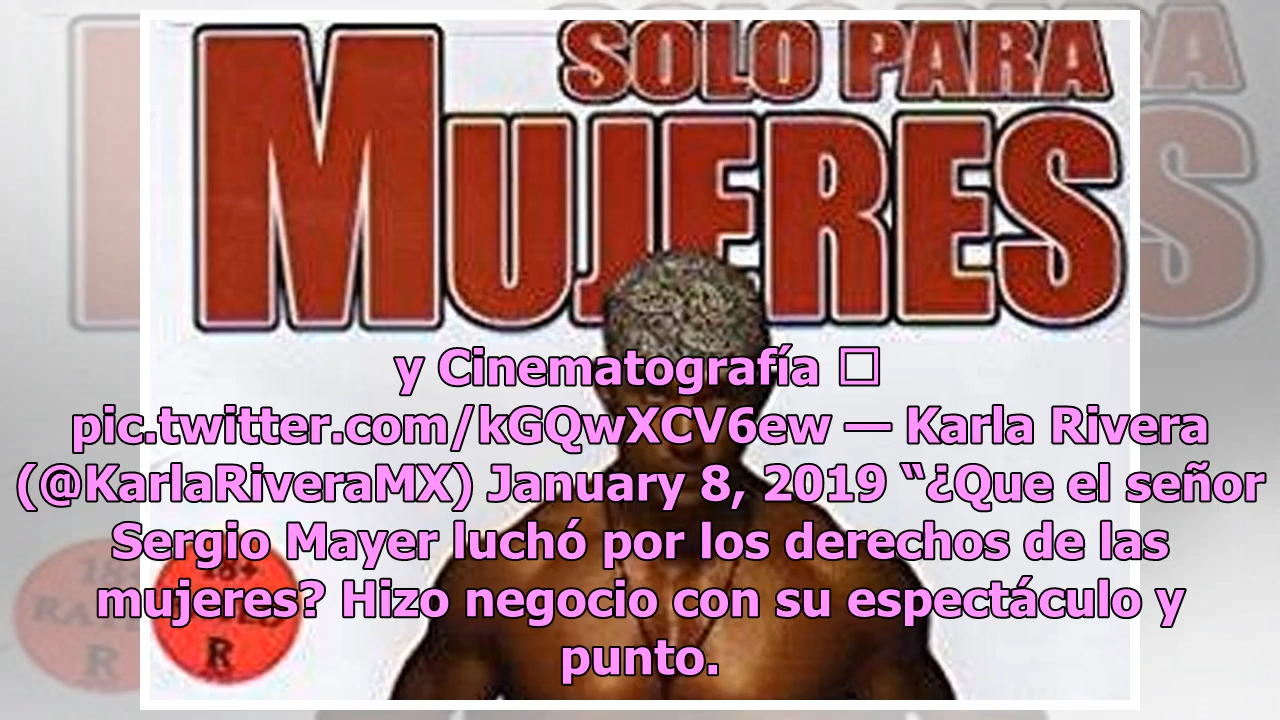 SOLO PARA
MUJERES
y Cinematografía □
pic.twitter.com/kGQwXCV6ew — Karla Rivera
(@KarlaRiveraMX) January 8, 2019 “¿Que el señor
Sergio Mayer luchó por los derechos de las
mujeres? Hizo negocio con su espectáculo y
punto.
18+
R